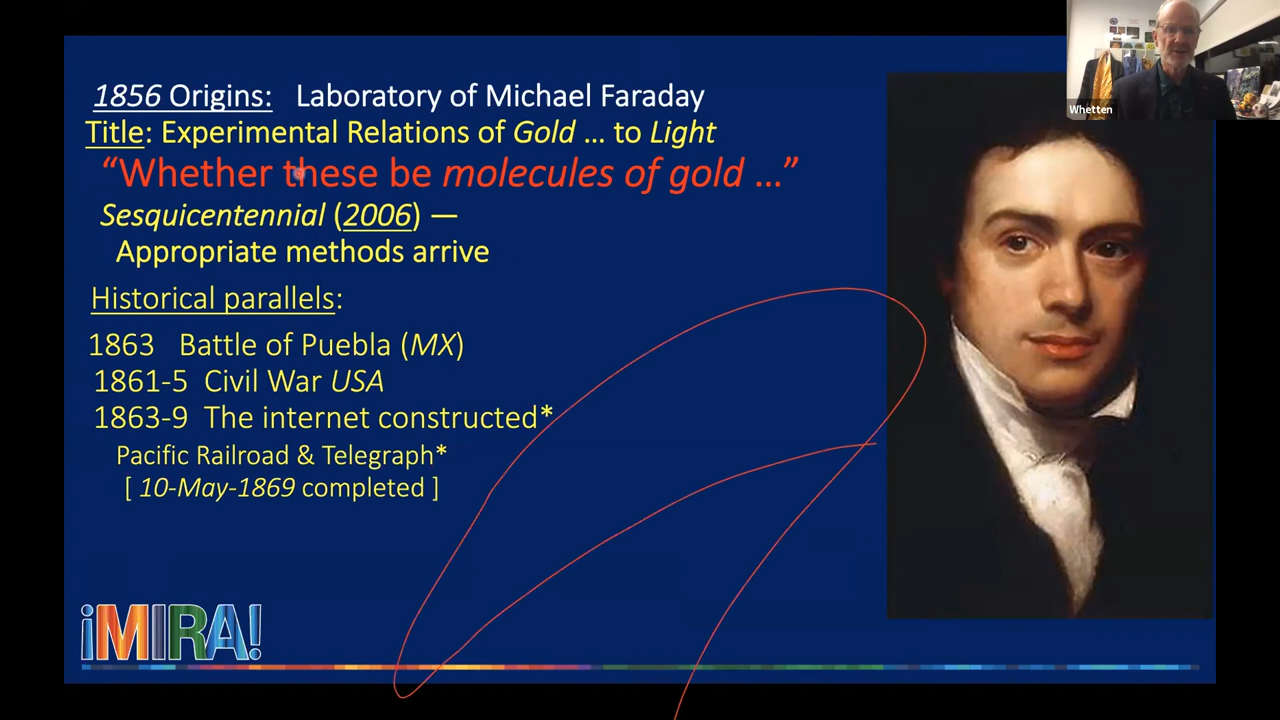 1856 Origins: Laboratory of Michael Faraday
Title: Experimental Relations of Gold ... to Light
“Whether these be molecules of gold ...”
Sesquicentennial (2006) —
Appropriate methods arrive
Historical parallels:
1863 Battle of Puebla (MX)
1861-5 Civil War USA
1863-9 The internet constructed*
Pacific Railroad & Telegraph*
[ 10-May-1869 completed ]
¡MIRA!
Whetten